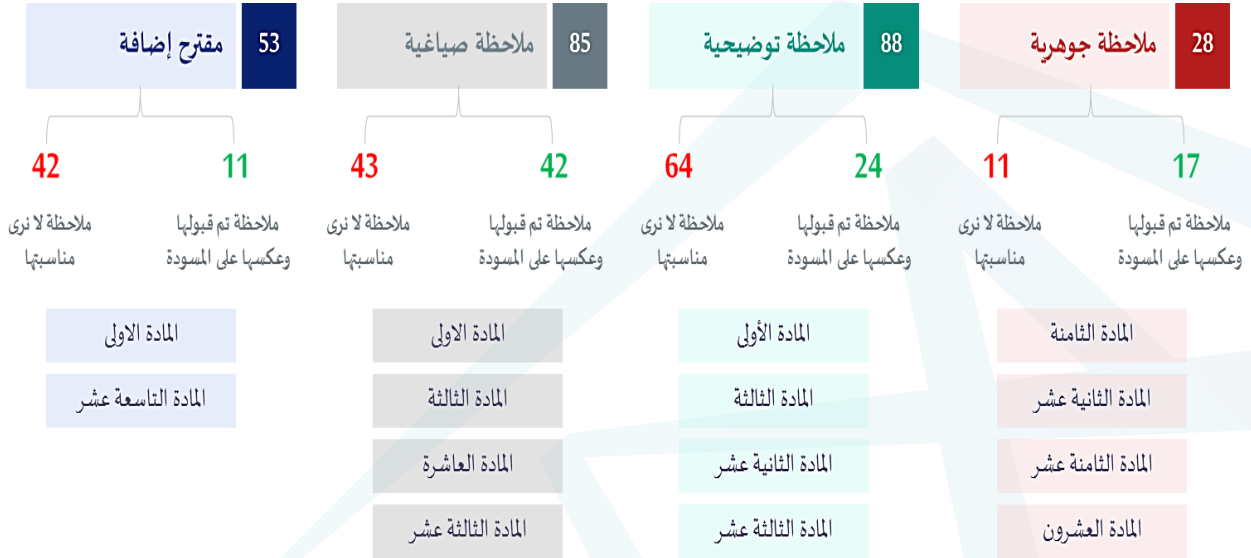 28 ملاحظة جوهرية
88 ملاحظة توضيحية
85 ملاحظة صياغية
53 مقترح إضافة
17
11
24
64
42
43
11
42
ملاحظة تم قبولها
وعكسها على المسودة
ملاحظة لا نرى
مناسبتها
ملاحظة تم قبولها
وعكسها على المسودة
ملاحظة لا نرى
مناسبتها
ملاحظة تم قبولها
وعكسها على المسودة
ملاحظة لا نرى
مناسبتها
ملاحظة تم قبولها
وعكسها على المسودة
ملاحظة لا نرى
مناسبتها
المادة الثامنة
المادة الثانية عشر
المادة الثامنة عشر
المادة العشرون
المادة الأولى
المادة الثالثة
المادة الثانية عشر
المادة الثالثة عشر
المادة الاولى
المادة الثالثة
المادة العاشرة
المادة الثالثة عشر
المادة الاولى
المادة التاسعة عشر